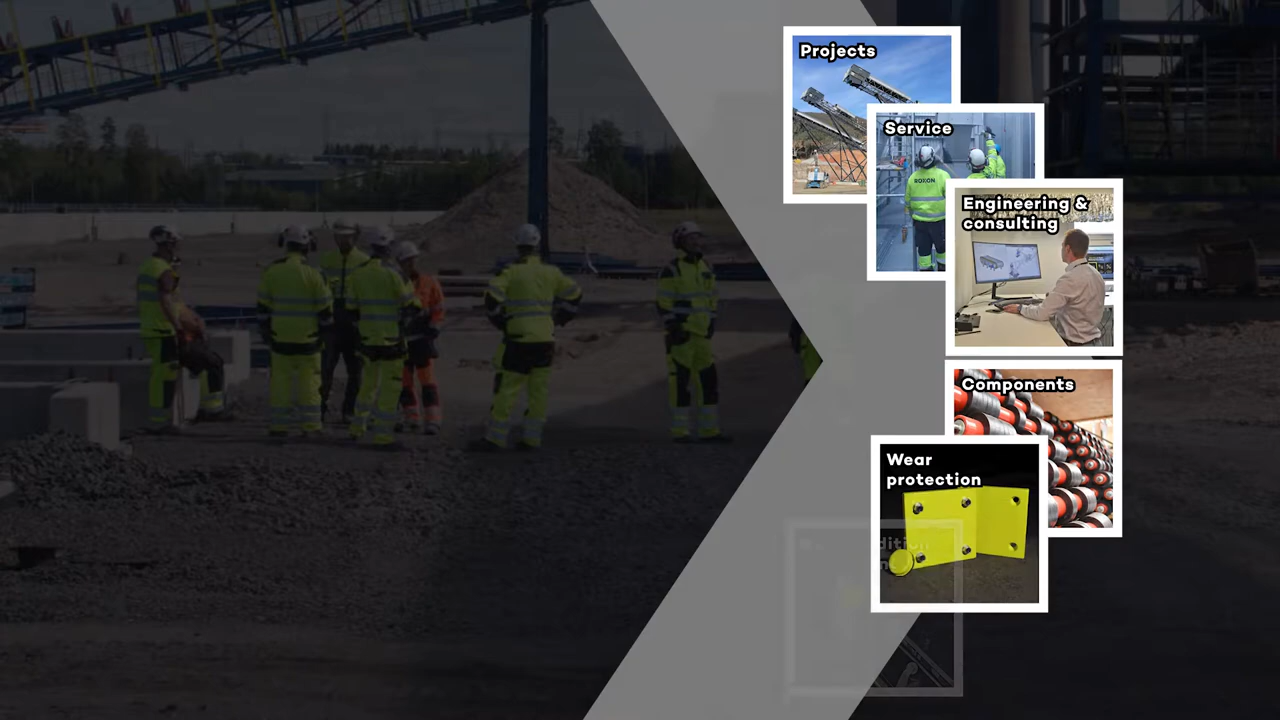 Projects
Service
ROXON
Engineering &
consulting
Components
Wear
protection